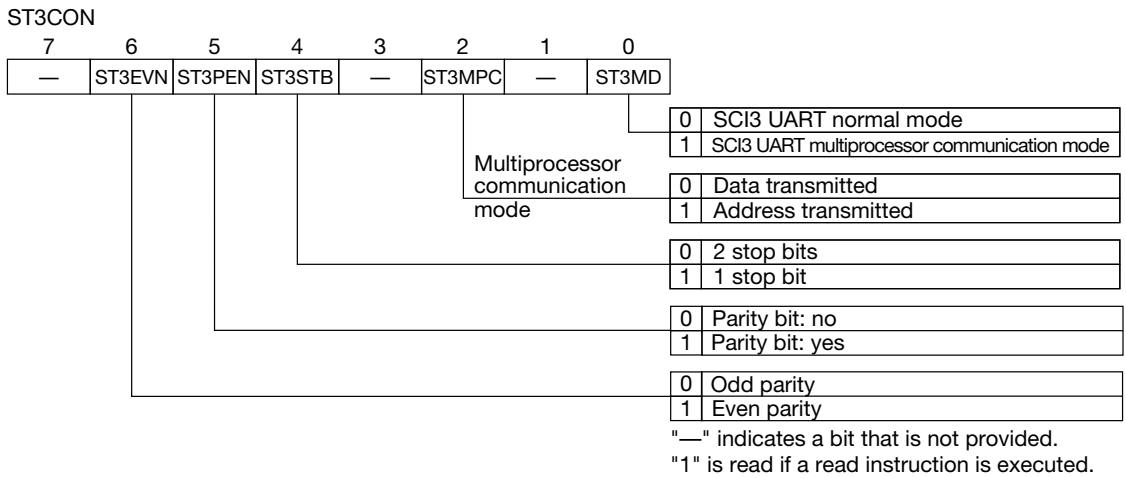 ST3CON
7 6 5 4 3 2 1 0
— ST3EVN ST3PEN ST3STB — ST3MPC — ST3MD
0 SCI3 UART normal mode
1 SCI3 UART multiprocessor communication mode
Multiprocessor
communication
mode
0 Data transmitted
1 Address transmitted
0 2 stop bits
1 1 stop bit
0 Parity bit: no
1 Parity bit: yes
0 Odd parity
1 Even parity
"—" indicates a bit that is not provided.
"1" is read if a read instruction is executed.